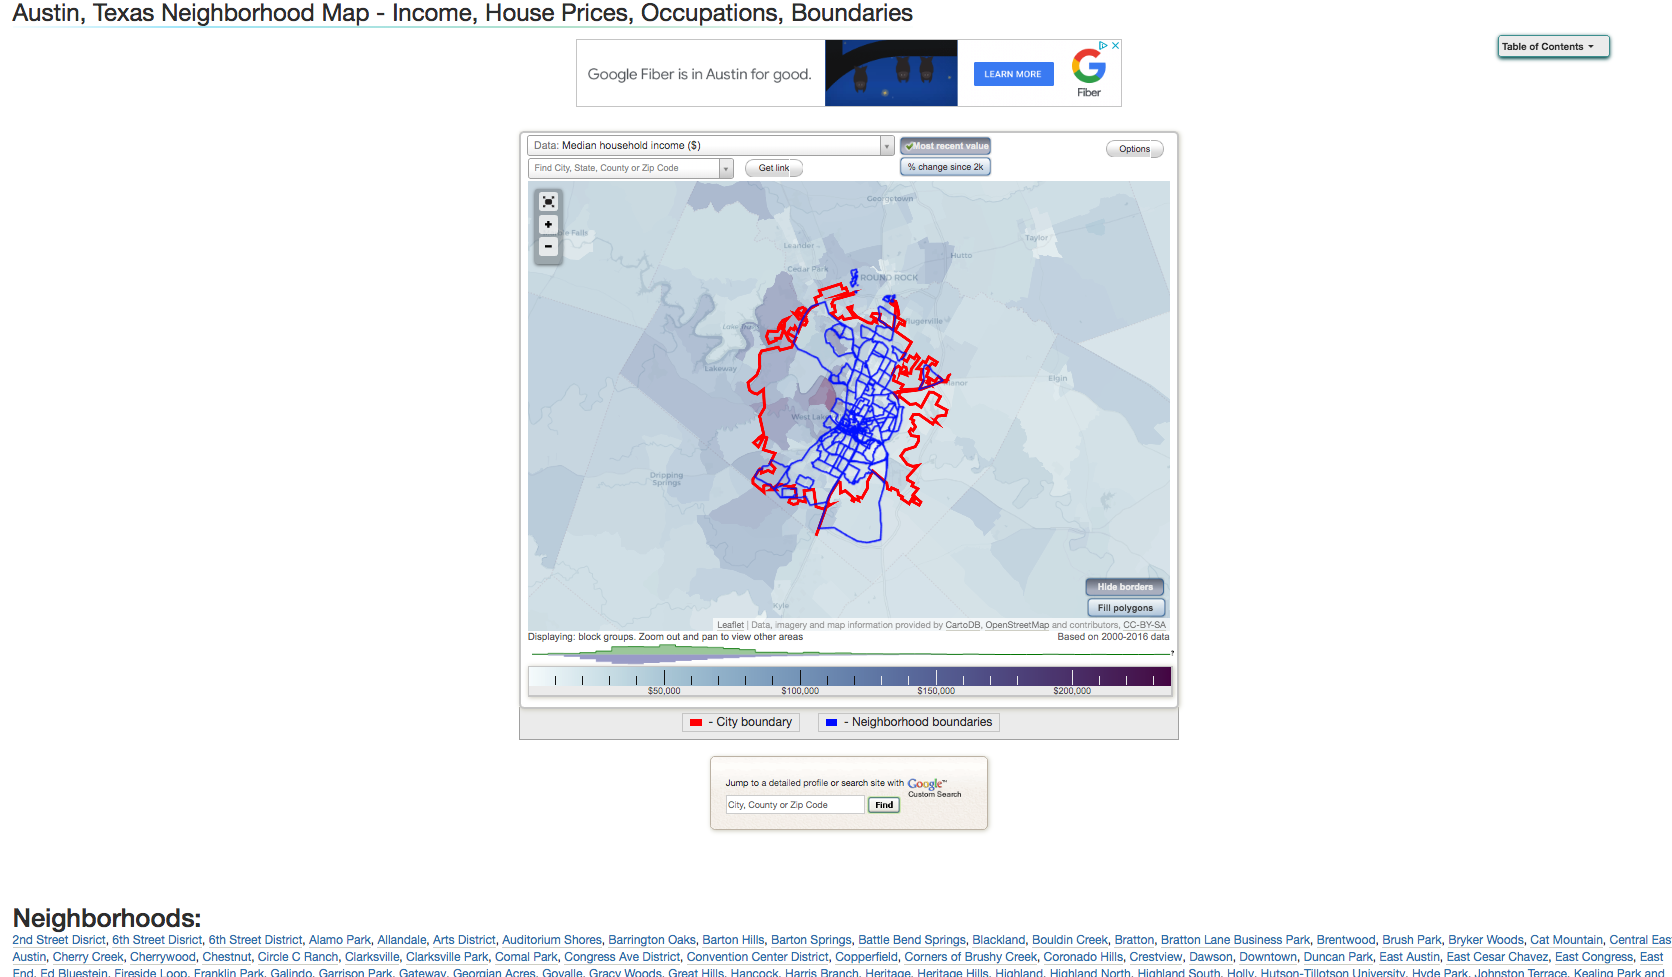 Austin, Texas Neighborhood Map - Income, House Prices, Occupations, Boundaries
Table of Contents
Google Fiber is in Austin for good.
LEARN MORE
Fiber
Data: Median household income ($)
Most recent value
Options
Find City, State, County or Zip Code
Get link
% change since 2k
Georgetown
Leander
Taylor
Hutto
Cedar Park
ROUND ROCK
Lakeway
Elgin
Dripping
Springs
Kyle
Hide borders
Fill polygons
Leaflet | Data, imagery and map information provided by CartoDB, OpenStreetMap and contributors, CC-BY-SA
Displaying: block groups. Zoom out and pan to view other areas
Based on 2000-2016 data
?
$50,000 $100,000 $150,000 $200,000
- City boundary
- Neighborhood boundaries
Jump to a detailed profile or search site with Google™
Custom Search
City, County or Zip Code
Find
Neighborhoods:
2nd Street Disrict, 6th Street Disrict, 6th Street District, Alamo Park, Allandale, Arts District, Auditorium Shores, Barrington Oaks, Barton Hills, Barton Springs, Battle Bend Springs, Blackland, Bouldin Creek, Bratton, Bratton Lane Business Park, Brentwood, Brush Park, Bryker Woods, Cat Mountain, Central East
Austin, Cherry Creek, Cherrywood, Chestnut, Circle C Ranch, Clarksville, Clarksville Park, Comal Park, Congress Ave District, Convention Center District, Copperfield, Corners of Brushy Creek, Coronado Hills, Crestview, Dawson, Downtown, Duncan Park, East Austin, East Cesar Chavez, East Congress, East
End, Ed Bluestein, Fireside Loop, Franklin Park, Galindo, Garrison Park, Gateway, Georgian Acres, Govalle, Gracy Woods, Great Hills, Hancock, Harris Branch, Heritage, Heritage Hills, Highland, Highland North, Highland South, Holly, Hutson-Tillotson University, Hyde Park, Johnston Terrace, Kealing Park and